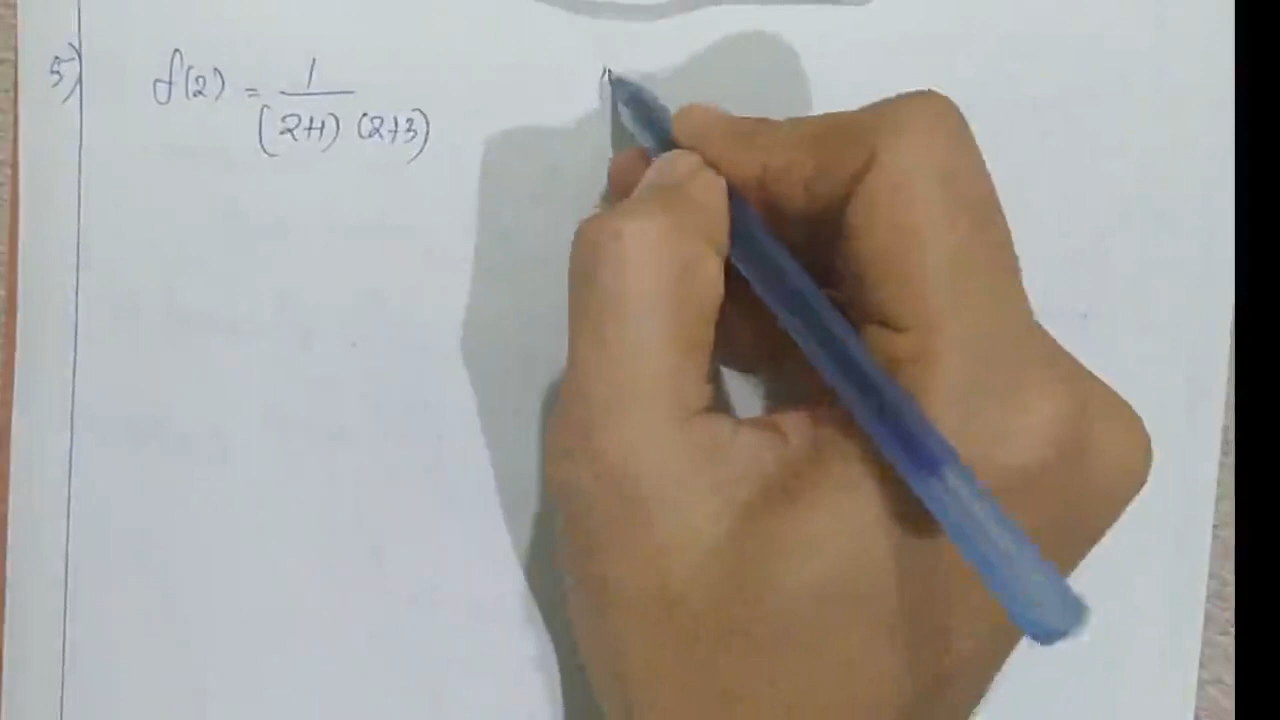 5) f(z) = 1
(z+1) (z+3)